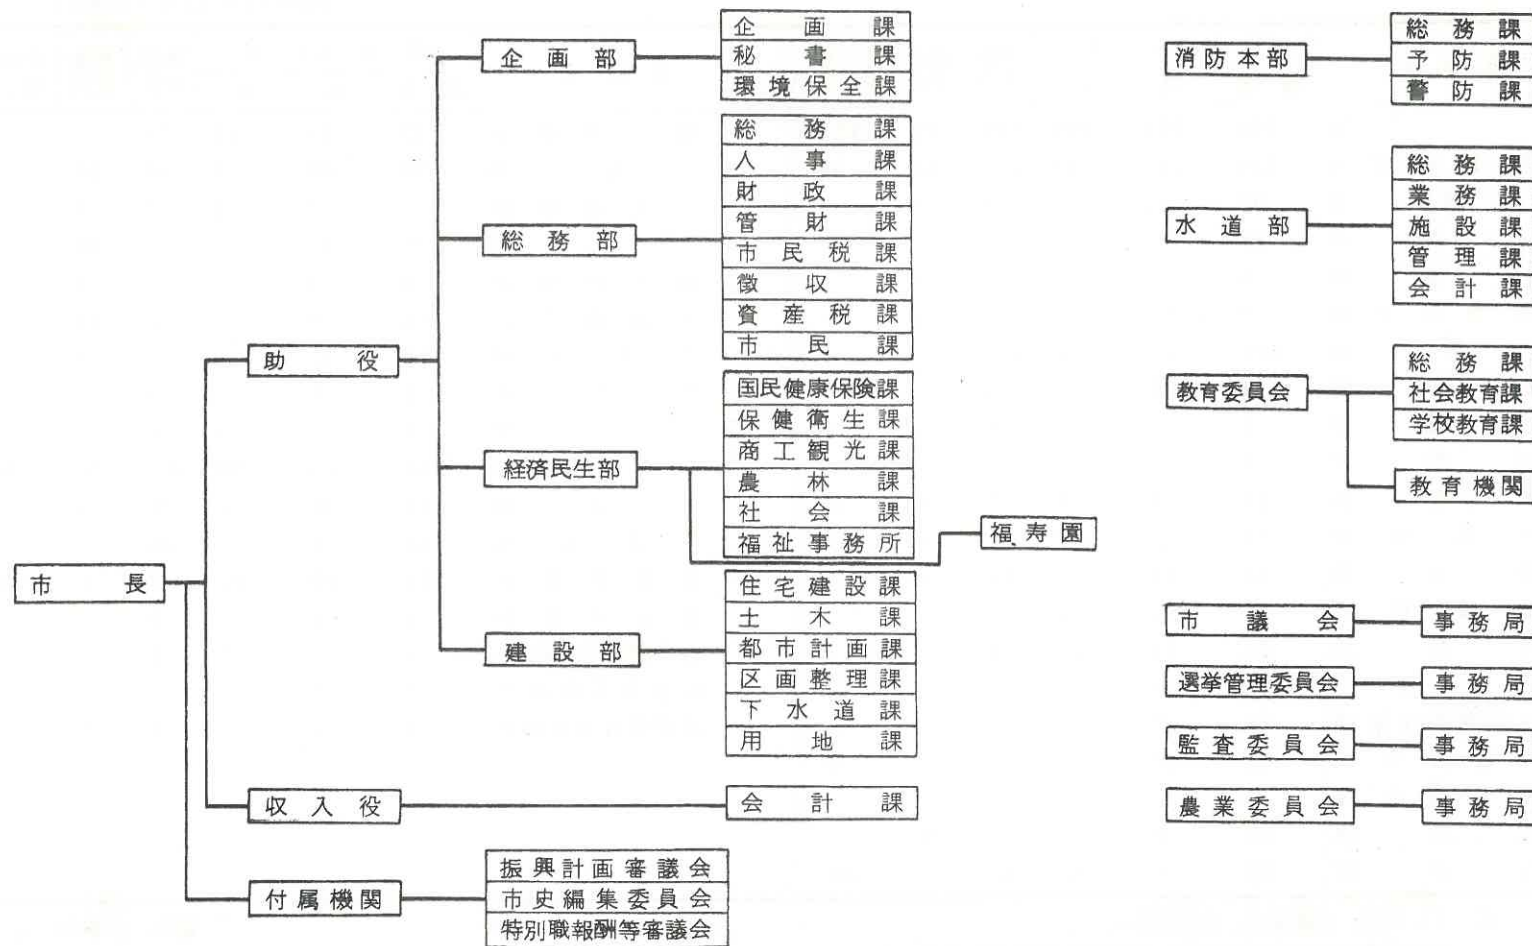 市長
助役
企画部
企画課
秘書課
環境保全課
総務部
総務課
人事課
財政課
管財課
市民税課
徴収課
資産税課
市民課
経済民生部
国民健康保険課
保健衛生課
商工観光課
農林課
社会課
福祉事務所
福寿園
建設部
住宅建設課
土木課
都市計画課
区画整理課
下水道課
用地課
収入役
会計課
付属機関
振興計画審議会
市史編集委員会
特別職報酬等審議会
消防本部
総務課
予防課
警防課
水道部
総務課
業務課
施設課
管理課
会計課
教育委員会
総務課
社会教育課
学校教育課
教育機関
市議会
事務局
選挙管理委員会
事務局
監査委員会
事務局
農業委員会
事務局